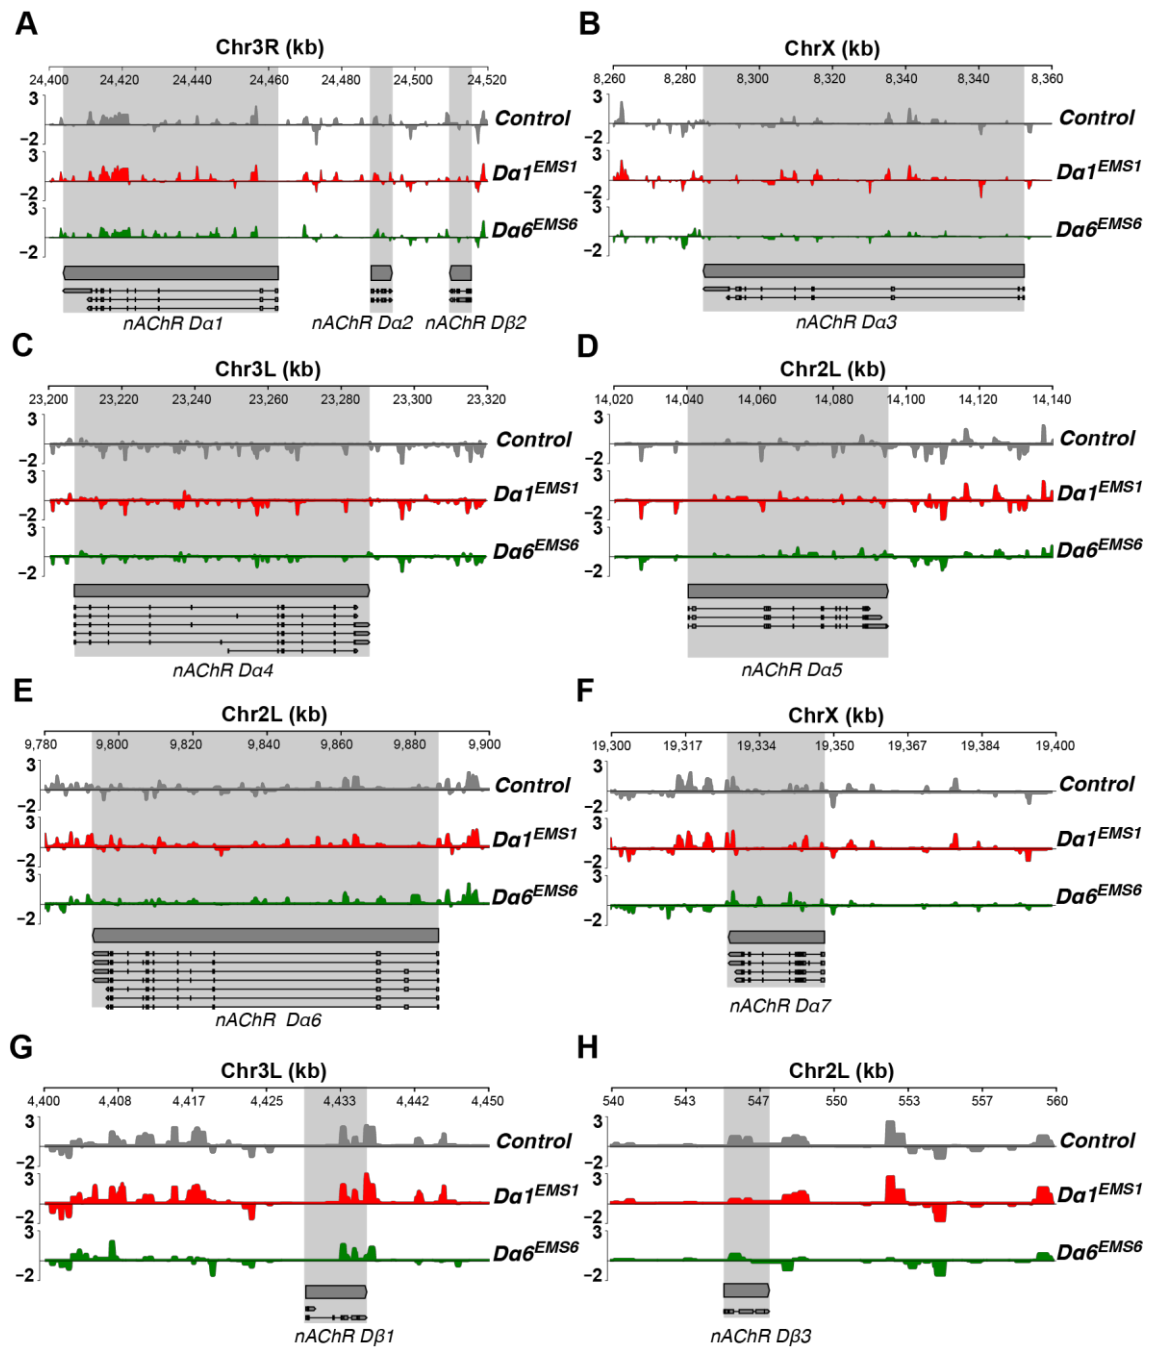 A
Chr3R (kb)
24,400 24,420 24,440 24,460 24,480 24,500 24,520
3
-2
Control
3
-2
Dα1EMS1
3
-2
Dα6EMS6
nAChR Dα1 nAChR Dα2 nAChR Dβ2
B
ChrX (kb)
8,260 8,280 8,300 8,320 8,340 8,340 8,360
3
-2
Control
3
-2
Dα1EMS1
3
-2
Dα6EMS6
nAChR Dα3
C
Chr3L (kb)
23,200 23,220 23,240 23,260 23,280 23,300 23,320
3
-2
Control
3
-2
Dα1EMS1
3
-2
Dα6EMS6
nAChR Dα4
D
Chr2L (kb)
14,020 14,040 14,060 14,080 14,100 14,120 14,140
3
-2
Control
3
-2
Dα1EMS1
3
-2
Dα6EMS6
nAChR Dα5
E
Chr2L (kb)
9,780 9,800 9,820 9,840 9,860 9,880 9,900
3
-2
Control
3
-2
Dα1EMS1
3
-2
Dα6EMS6
nAChR Dα6
F
ChrX (kb)
19,300 19,317 19,334 19,350 19,367 19,384 19,400
3
-2
Control
3
-2
Dα1EMS1
3
-2
Dα6EMS6
nAChR Dα7
G
Chr3L (kb)
4,400 4,408 4,417 4,425 4,433 4,442 4,450
3
-2
Control
3
-2
Dα1EMS1
3
-2
Dα6EMS6
nAChR Dβ1
H
Chr2L (kb)
540 543 547 550 553 557 560
3
-2
Control
3
-2
Dα1EMS1
3
-2
Dα6EMS6
nAChR Dβ3